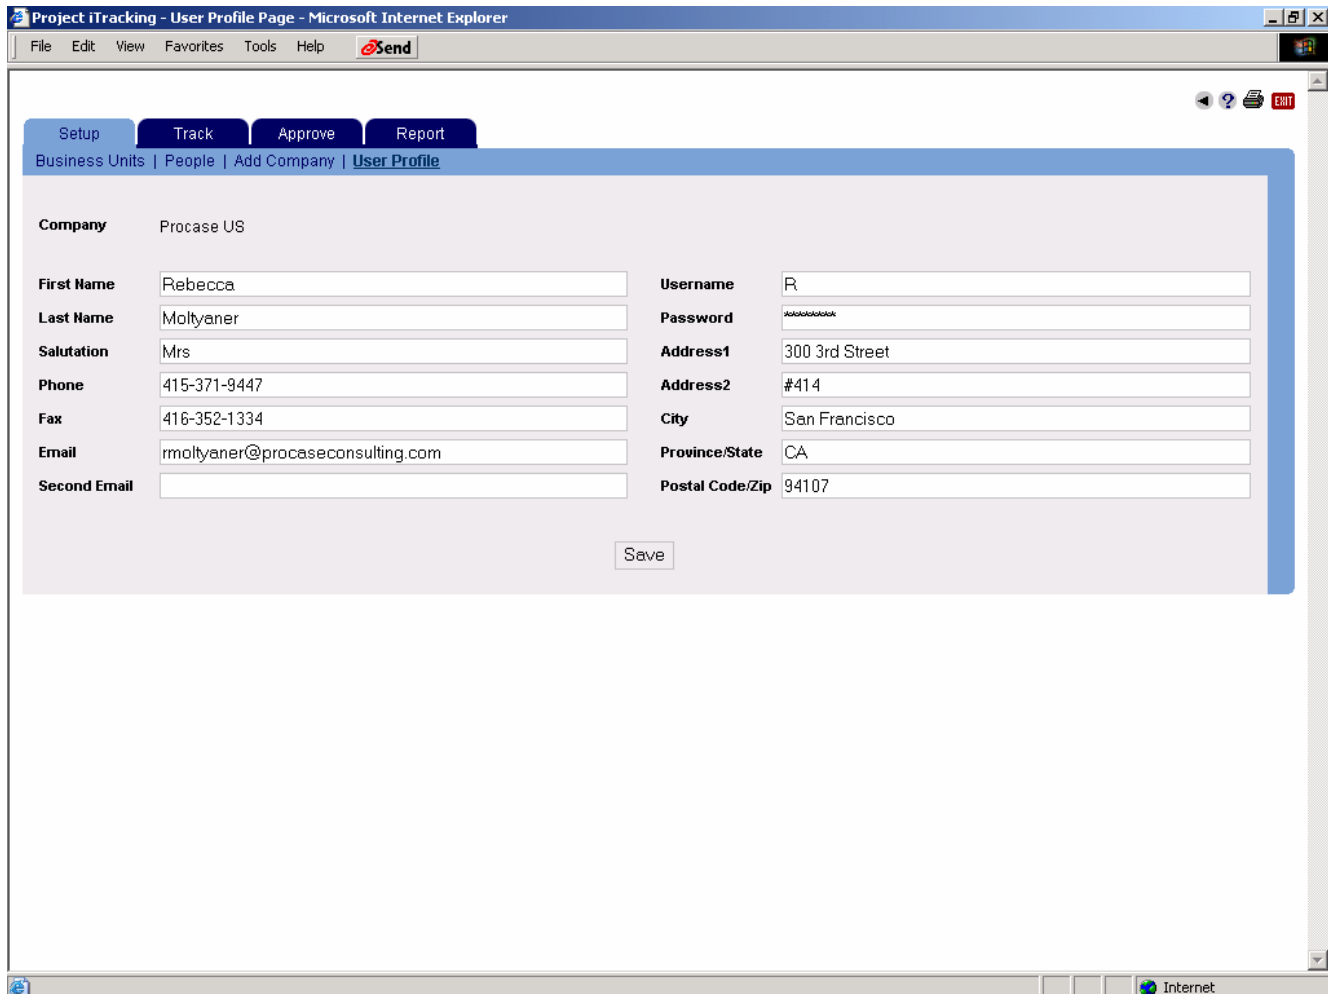 Project iTracking - User Profile Page - Microsoft Internet Explorer
File Edit View Favorites Tools Help Send
EXIT
Setup Track Approve Report
Business Units | People | Add Company | User Profile
Company Procase US
First Name Rebecca Username R
Last Name Moltyaner Password *********
Salutation Mrs Address1 300 3rd Street
Phone 415-371-9447 Address2 #414
Fax 416-352-1334 City San Francisco
Email rmoltyaner@procaseconsulting.com Province/State CA
Second Email Postal Code/Zip 94107
Save
Internet